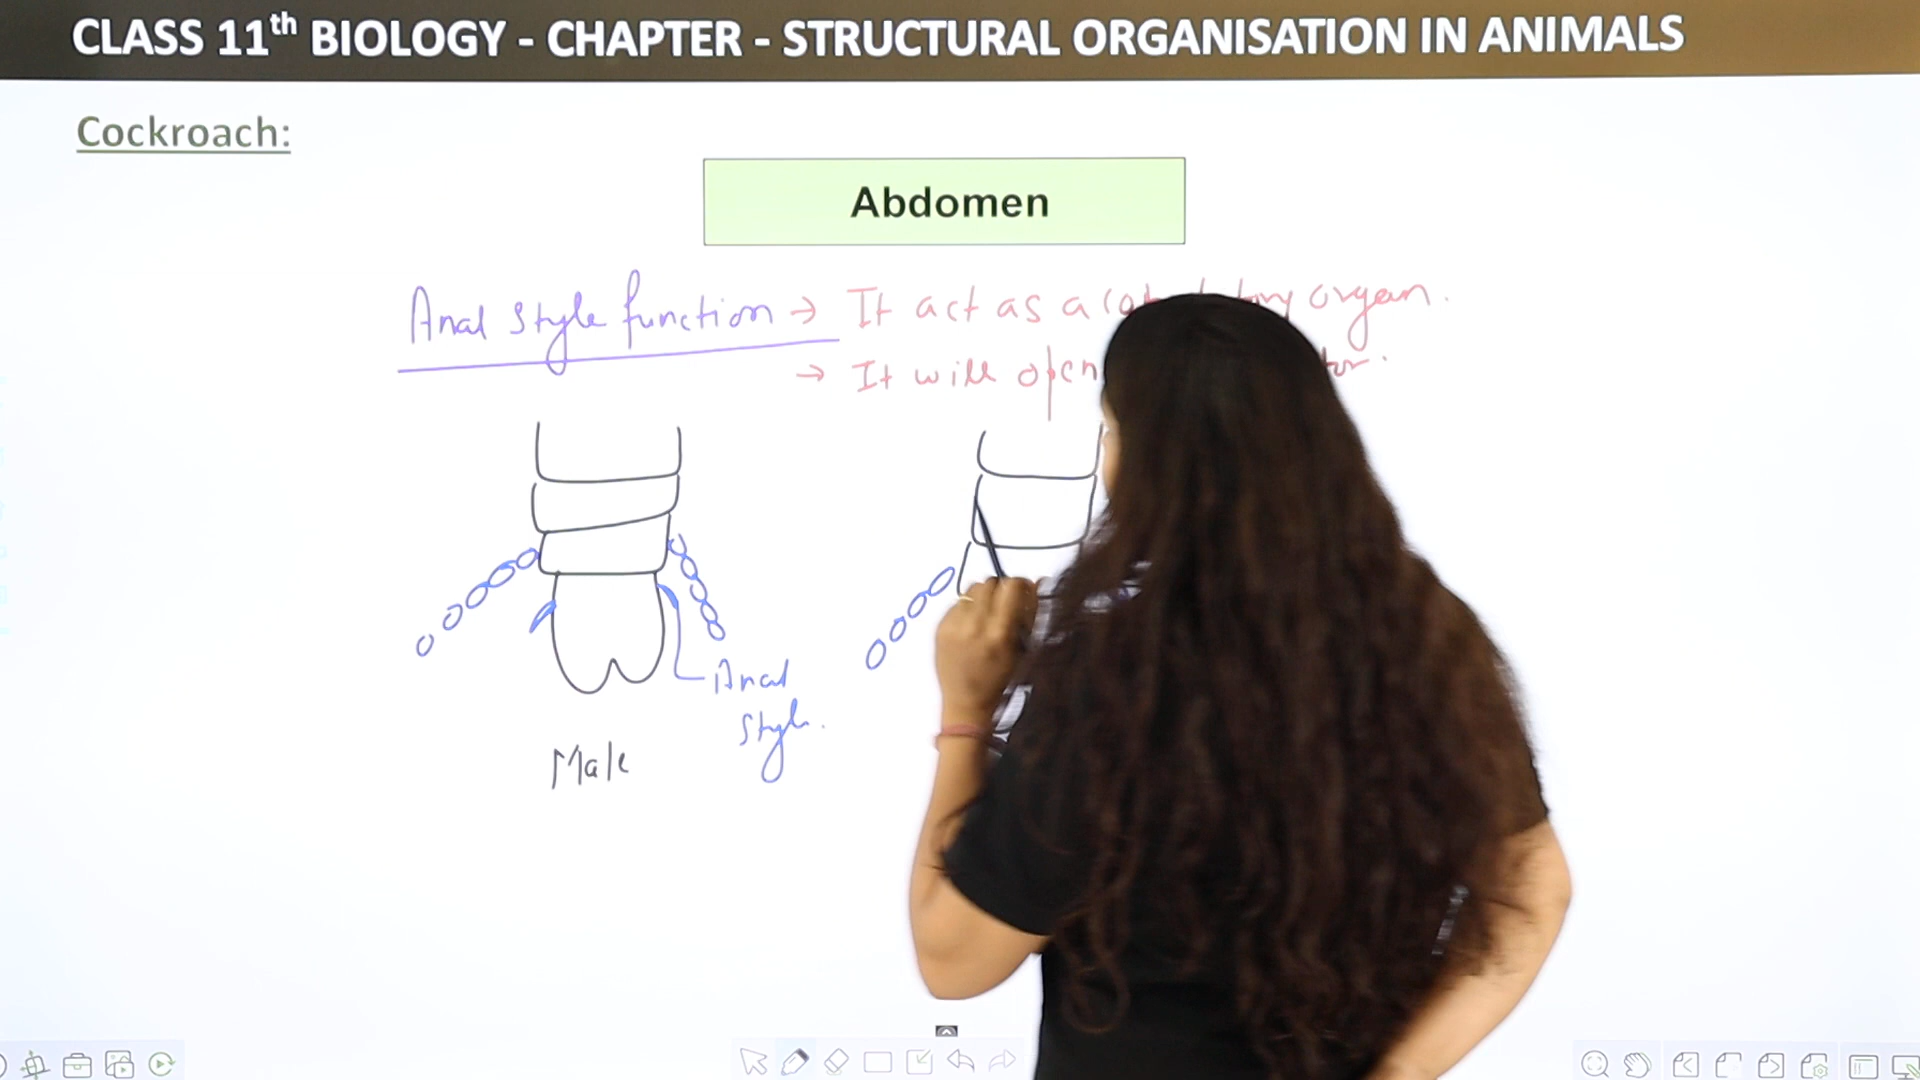 CLASS 11th BIOLOGY - CHAPTER - STRUCTURAL ORGANISATION IN ANIMALS
Cockroach:
Abdomen
Anal Style function → It act as a organ.
→ It will open
Anal
Style.
Male